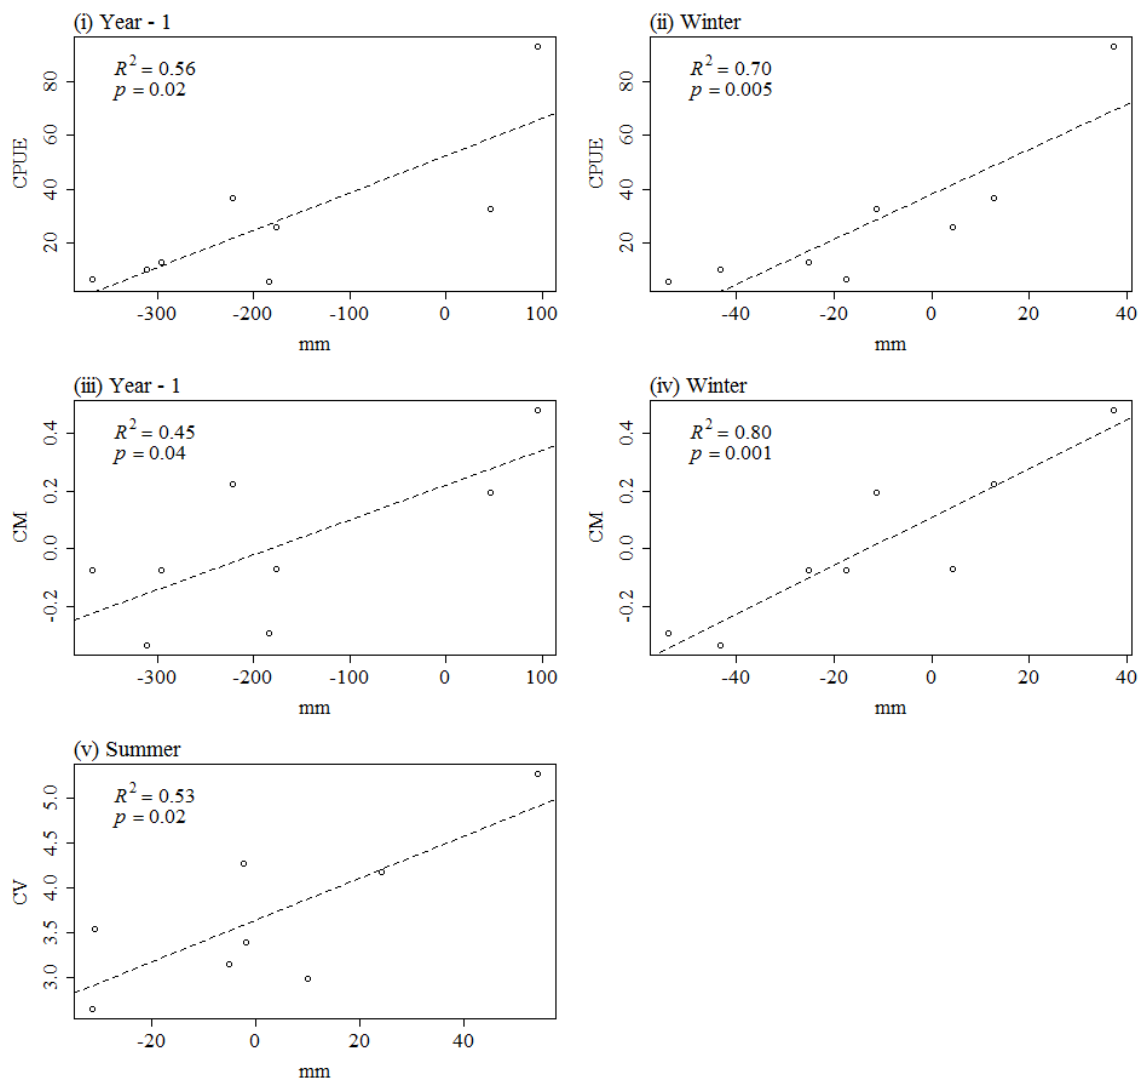 (i) Year - 1
R² = 0.56
p = 0.02
CPUE
80
60
40
20
-300 -200 -100 0 100
mm
(ii) Winter
R² = 0.70
p = 0.005
CPUE
80
60
40
20
-40 -20 0 20 40
mm
(iii) Year - 1
R² = 0.45
p = 0.04
CM
0.4
0.2
0.0
-0.2
-300 -200 -100 0 100
mm
(iv) Winter
R² = 0.80
p = 0.001
CM
0.4
0.2
0.0
-0.2
-40 -20 0 20 40
mm
(v) Summer
R² = 0.53
p = 0.02
CV
5.0
4.5
4.0
3.5
3.0
-20 0 20 40
mm